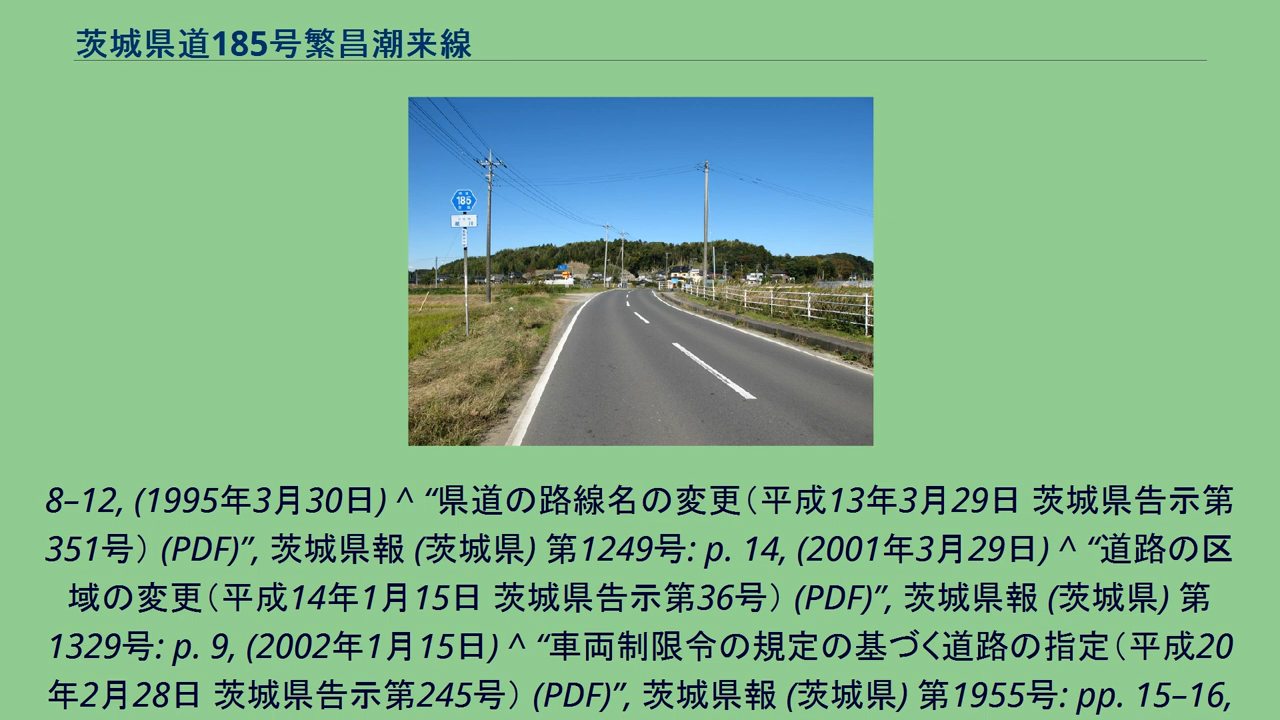 茨城県道185号繁昌潮来線
185
8–12, (1995年3月30日) ^ “県道の路線名の変更（平成13年3月29日 茨城県告示第
351号） (PDF)”, 茨城県報 (茨城県) 第1249号: p. 14, (2001年3月29日) ^ “道路の区
域の変更（平成14年1月15日 茨城県告示第36号） (PDF)”, 茨城県報 (茨城県) 第
1329号: p. 9, (2002年1月15日) ^ “車両制限令の規定の基づく道路の指定（平成20
年2月28日 茨城県告示第245号） (PDF)”, 茨城県報 (茨城県) 第1955号: pp. 15–16,